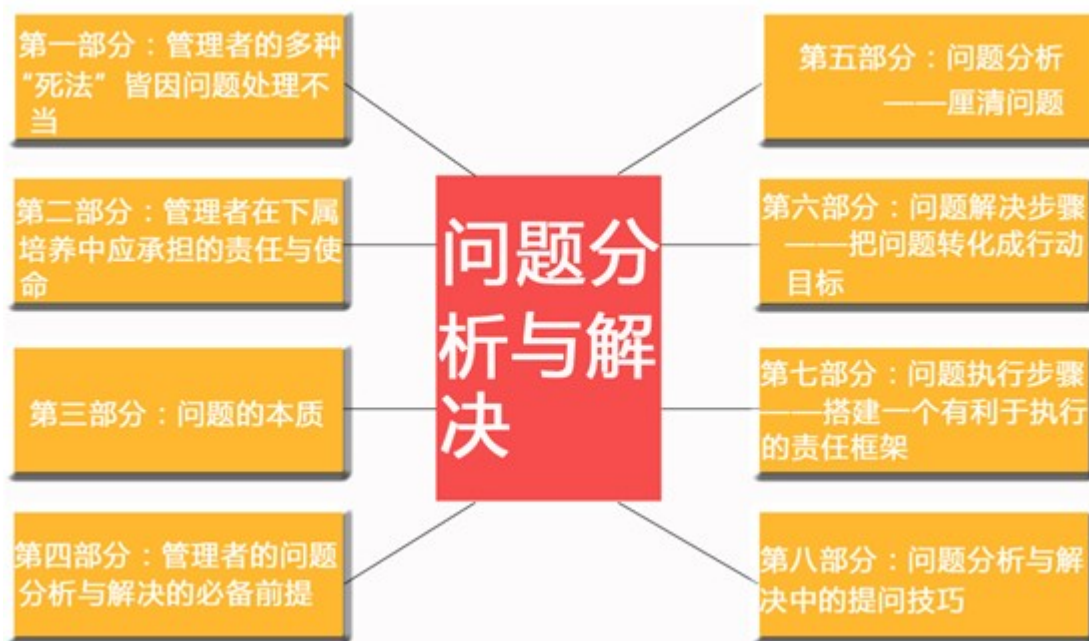 第一部分：管理者的多种
“死法” 皆因问题处理不
当
第二部分：管理者在下属
培养中应承担的责任与使
命
第三部分：问题的本质
第四部分：管理者的问题
分析与解决的必备前提
问题分
析与解
决
第五部分：问题分析
——厘清问题
第六部分：问题解决步骤
——把问题转化成行动
目标
第七部分：问题执行步骤
——搭建一个有利于执行
的责任框架
第八部分：问题分析与解
决中的提问技巧